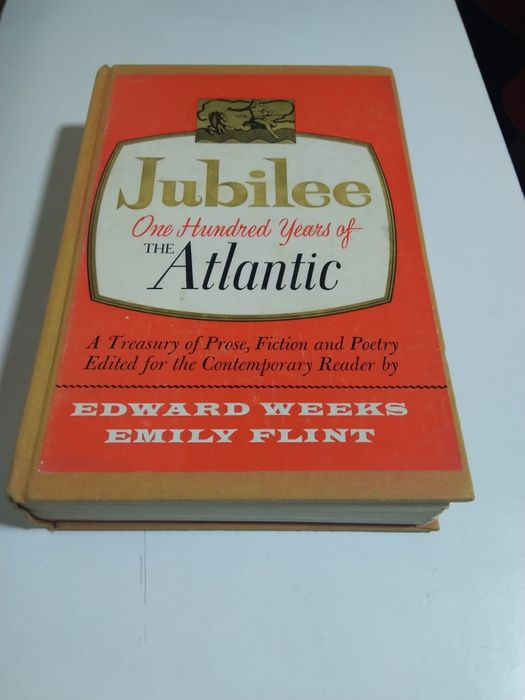 Jubilee
One Hundred Years of
THE Atlantic
A Treasury of Prose, Fiction and Poetry
Edited for the Contemporary Reader by
EDWARD WEEKS
EMILY FLINT